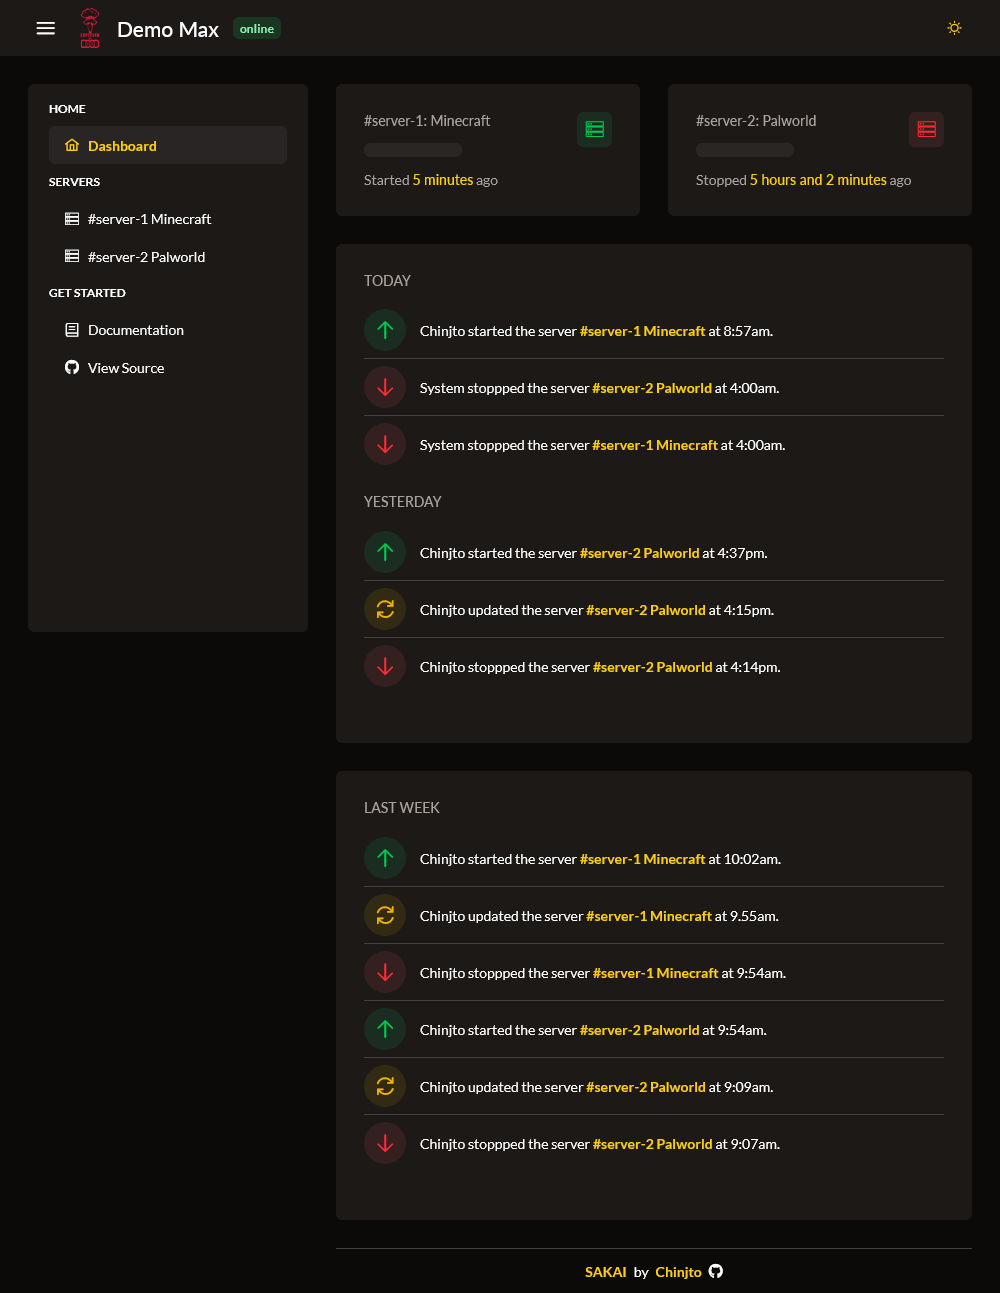 Demo Max online
HOME
Dashboard
SERVERS
#server-1 Minecraft
#server-2 Palworld
GET STARTED
Documentation
View Source
#server-1: Minecraft
Started 5 minutes ago
#server-2: Palworld
Stopped 5 hours and 2 minutes ago
TODAY
Chinjto started the server #server-1 Minecraft at 8:57am.
System stoppped the server #server-2 Palworld at 4:00am.
System stoppped the server #server-1 Minecraft at 4:00am.
YESTERDAY
Chinjto started the server #server-2 Palworld at 4:37pm.
Chinjto updated the server #server-2 Palworld at 4:15pm.
Chinjto stoppped the server #server-2 Palworld at 4:14pm.
LAST WEEK
Chinjto started the server #server-1 Minecraft at 10:02am.
Chinjto updated the server #server-1 Minecraft at 9.55am.
Chinjto stoppped the server #server-1 Minecraft at 9:54am.
Chinjto started the server #server-2 Palworld at 9:54am.
Chinjto updated the server #server-2 Palworld at 9:09am.
Chinjto stoppped the server #server-2 Palworld at 9:07am.
SAKAI by Chinjto